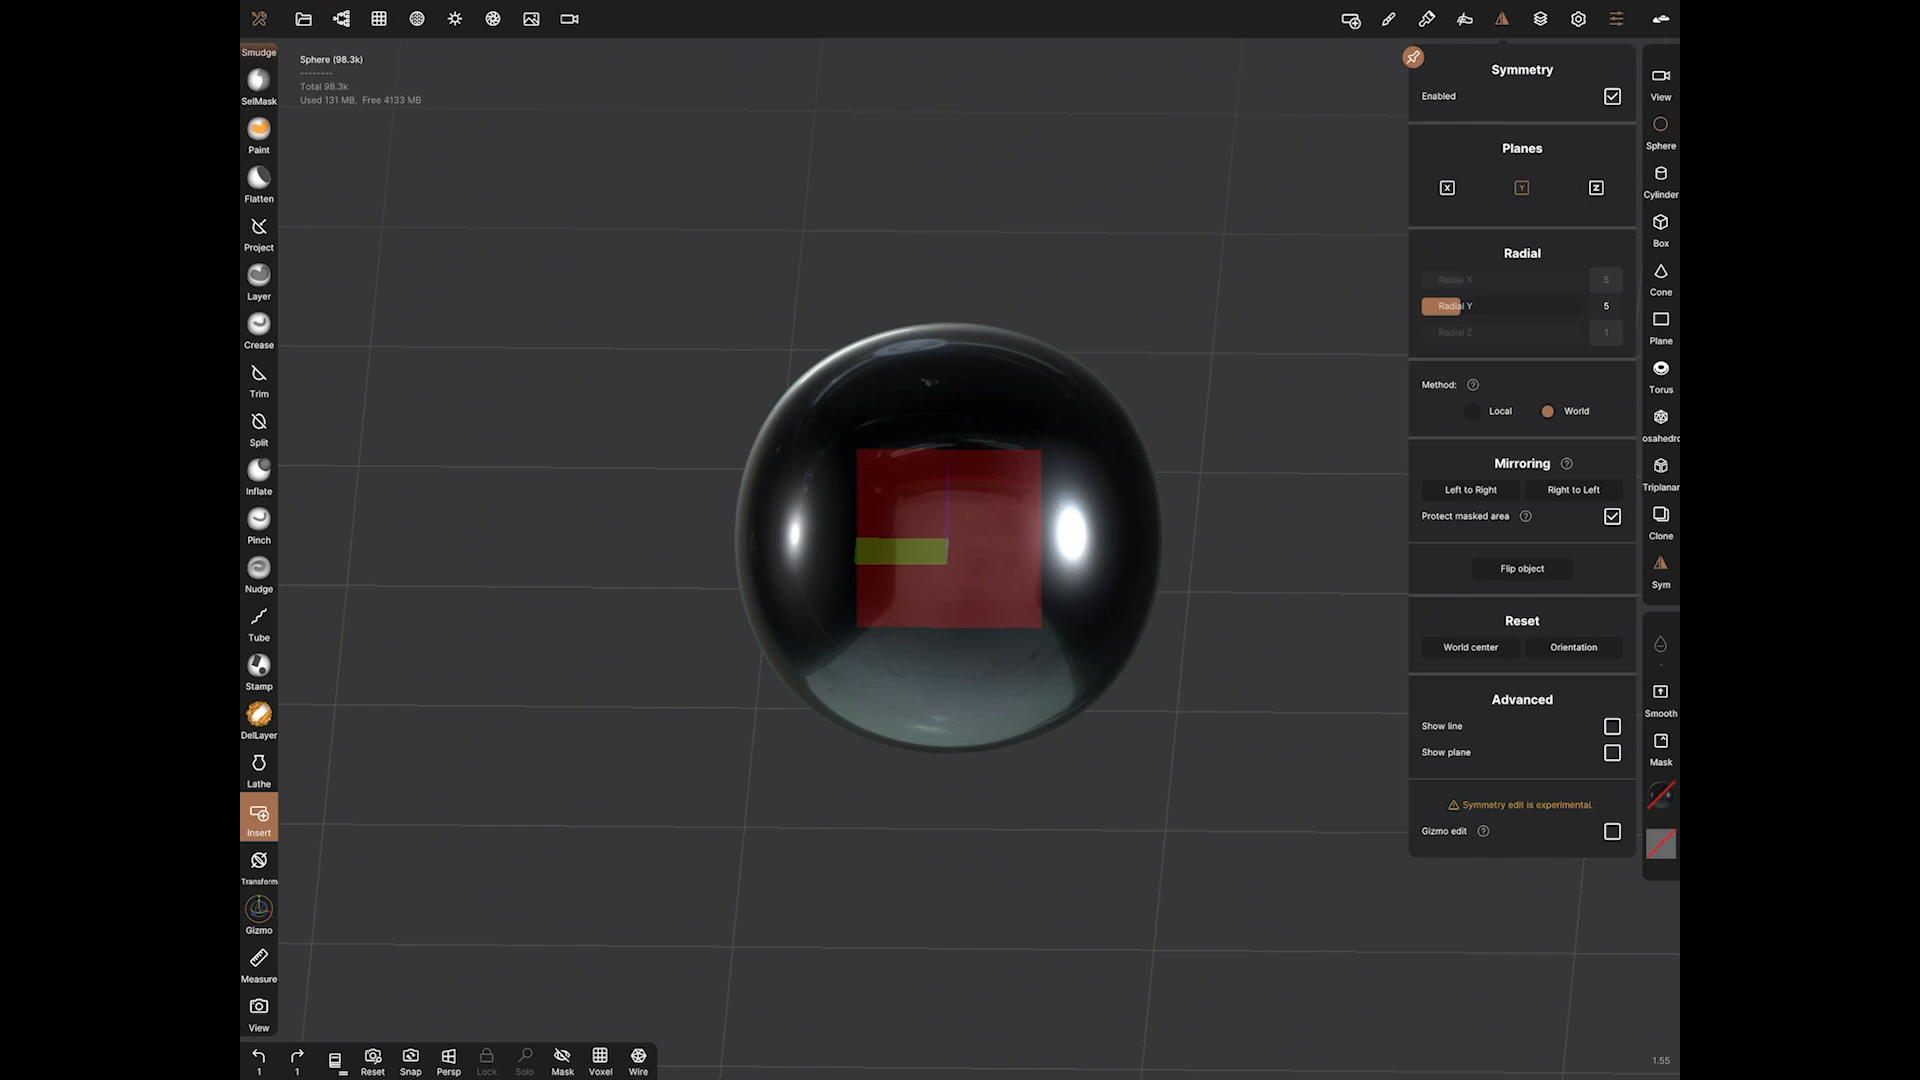 Smudge
SelMask
Paint
Flatten
Project
Layer
Crease
Trim
Split
Inflate
Pinch
Nudge
Tube
Stamp
DelLayer
Lathe
Insert
Transform
Gizmo
Measure
View
Sphere (98.3k)
--------
Total 98.3k
Used 131 MB, Free 4133 MB
Symmetry
Enabled
Planes
X Y Z
Radial
Radial X 5
Radial Y 5
Radial Z 1
Method: ?
Local World
Mirroring ?
Left to Right Right to Left
Protect masked area ?
Flip object
Reset
World center Orientation
Advanced
Show line
Show plane
Symmetry edit is experimental.
Gizmo edit ?
View
Sphere
Cylinder
Box
Cone
Plane
Torus
osahedro
Triplanar
Clone
Sym
-
Smooth
Mask
1 1 Reset Snap Persp Lock Solo Mask Voxel Wire
1.55